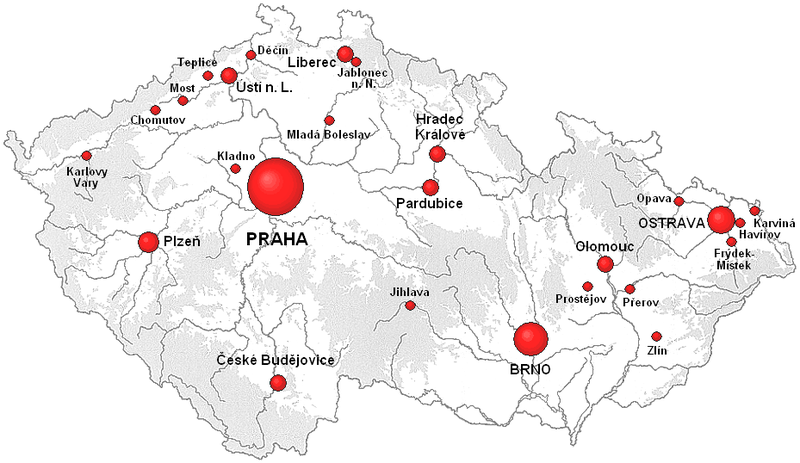 Děčín
Teplice
Liberec
Jablonec
n. N.
Ústí n. L.
Most
Chomutov
Mladá Boleslav
Hradec
Králové
Kladno
Karlovy
Vary
Pardubice
Opava
OSTRAVA
Karviná
Havířov
Frýdek-
Místek
PRAHA
Plzeň
Olomouc
Prostějov
Přerov
Jihlava
Zlín
České Budějovice
BRNO